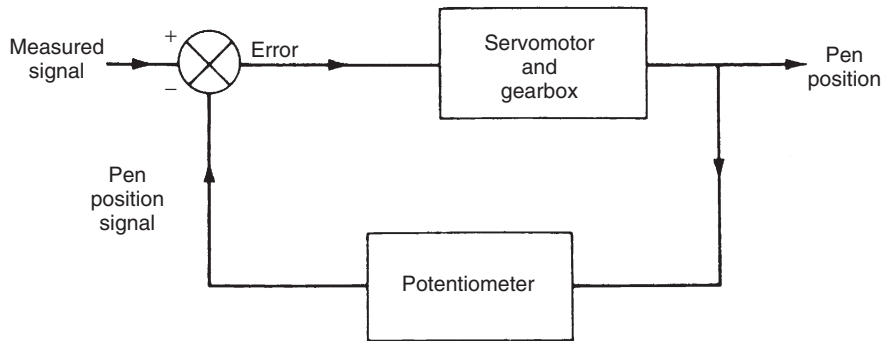 Measured
signal
+
−
Error
Servomotor
and
gearbox
Pen
position
Pen
position
signal
Potentiometer